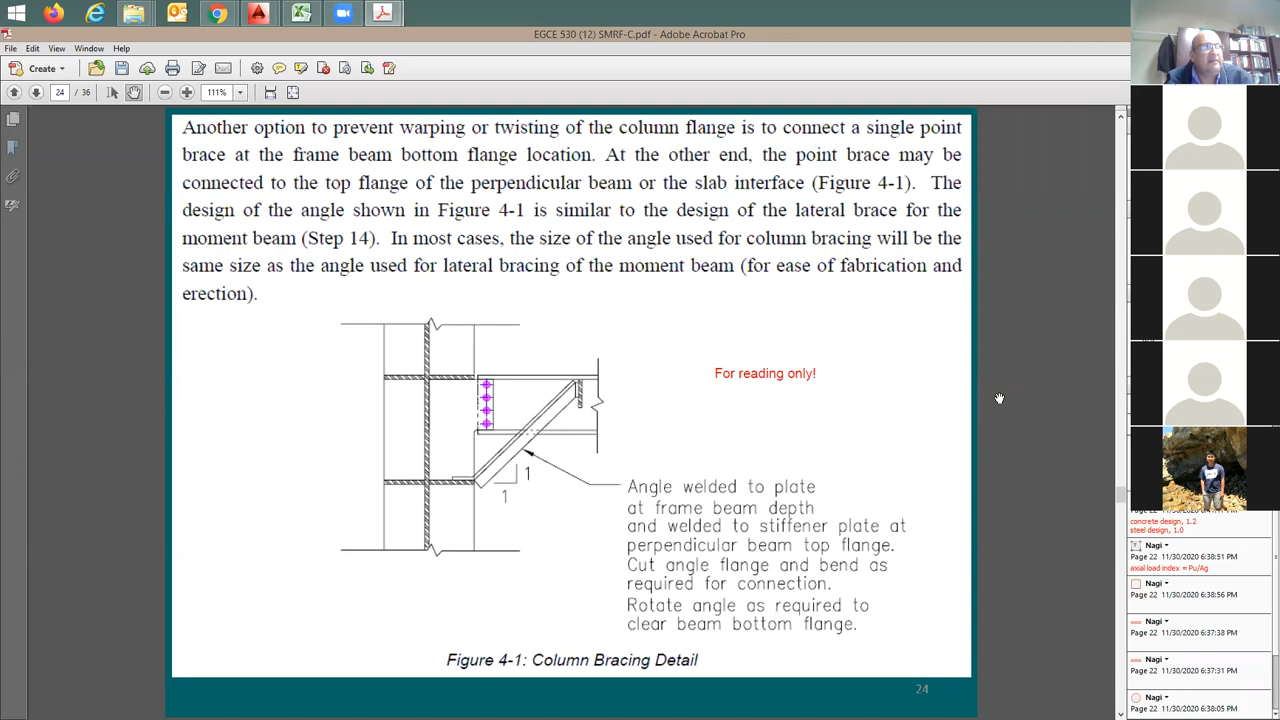 EGCE 530 (12) SMRF-C.pdf - Adobe Acrobat Pro
File Edit View Window Help
Create
24 / 36 111%
Another option to prevent warping or twisting of the column flange is to connect a single point
brace at the frame beam bottom flange location. At the other end, the point brace may be
connected to the top flange of the perpendicular beam or the slab interface (Figure 4-1). The
design of the angle shown in Figure 4-1 is similar to the design of the lateral brace for the
moment beam (Step 14). In most cases, the size of the angle used for column bracing will be the
same size as the angle used for lateral bracing of the moment beam (for ease of fabrication and
erection).
For reading only!
1
1
Angle welded to plate
at frame beam depth
and welded to stiffener plate at
perpendicular beam top flange.
Cut angle flange and bend as
required for connection.
Rotate angle as required to
clear beam bottom flange.
Figure 4-1: Column Bracing Detail
24
concrete design, 1.2
steel design, 1.0
Nagi
Page 22 11/30/2020 6:38:51 PM
axial load index = Pu/Ag
Nagi
Page 22 11/30/2020 6:38:56 PM
Nagi
Page 22 11/30/2020 6:37:38 PM
Nagi
Page 22 11/30/2020 6:37:31 PM
Nagi
Page 22 11/30/2020 6:38:05 PM